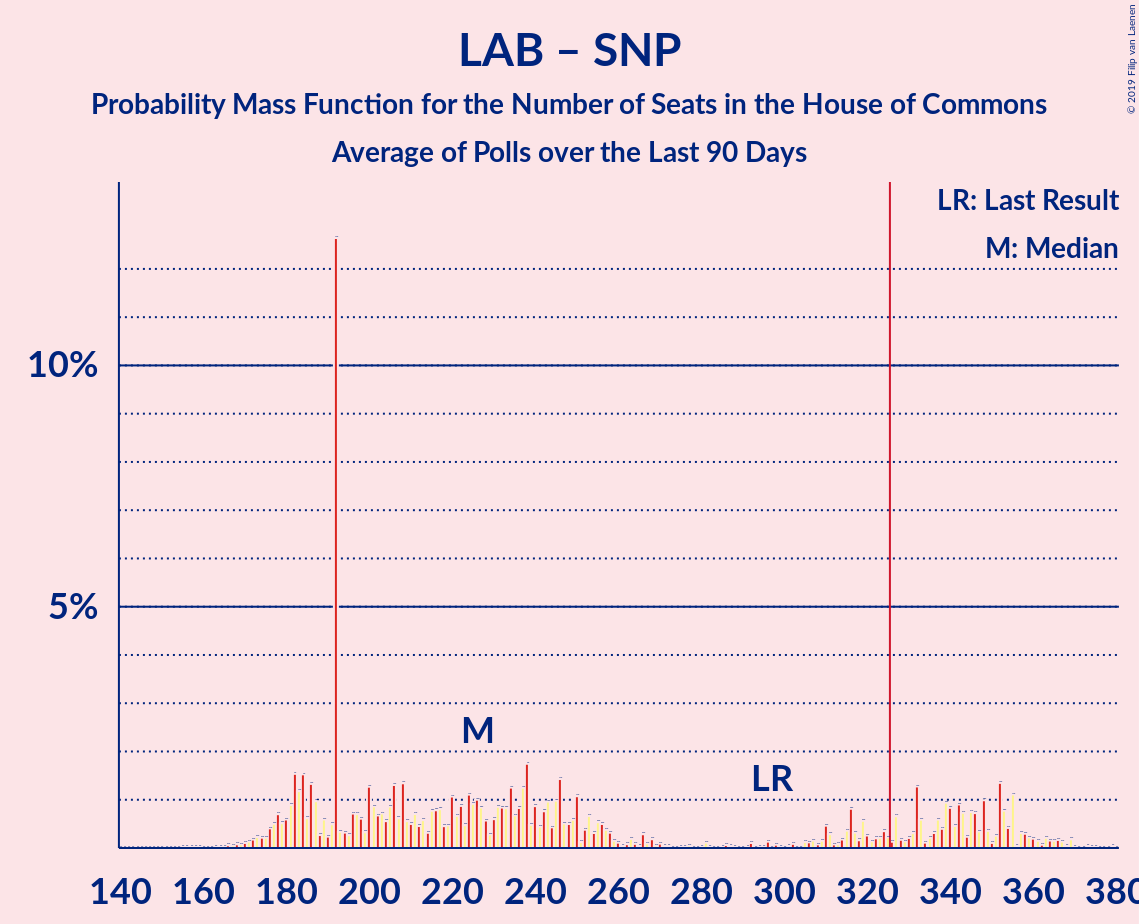 LAB – SNP
Probability Mass Function for the Number of Seats in the House of Commons
Average of Polls over the Last 90 Days
© 2019 Filip van Laenen
LR: Last Result
M: Median
10%
5%
M
LR
140 160 180 200 220 240 260 280 300 320 340 360 380